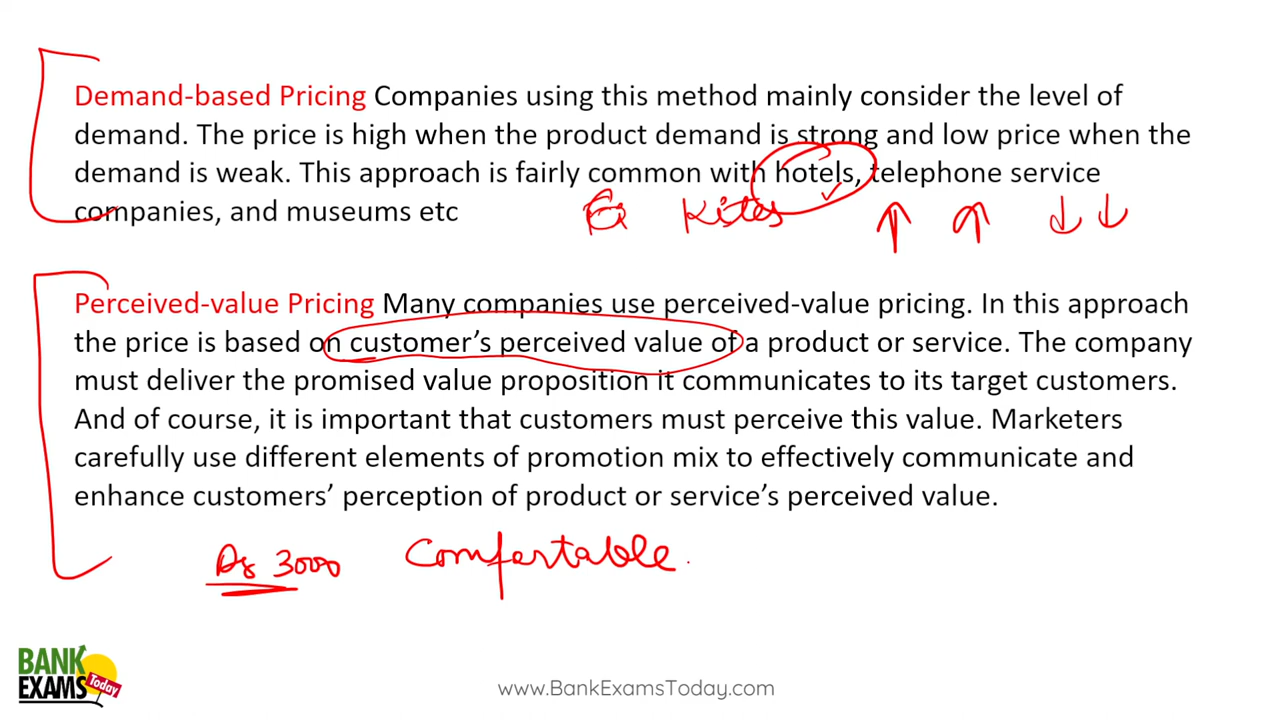 Demand-based Pricing Companies using this method mainly consider the level of
demand. The price is high when the product demand is strong and low price when the
demand is weak. This approach is fairly common with hotels, telephone service
companies, and museums etc
Kites
Perceived-value Pricing Many companies use perceived-value pricing. In this approach
the price is based on customer’s perceived value of a product or service. The company
must deliver the promised value proposition it communicates to its target customers.
And of course, it is important that customers must perceive this value. Marketers
carefully use different elements of promotion mix to effectively communicate and
enhance customers’ perception of product or service’s perceived value.
3000 Comfertable
BANK
EXAMS Today
www.BankExamsToday.com